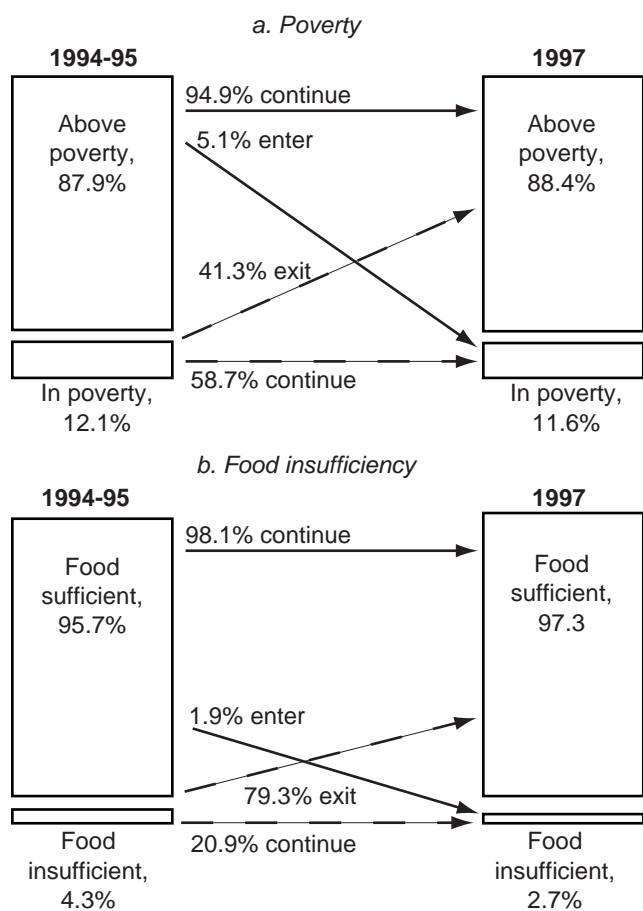 a. Poverty
1994-95
1997
94.9% continue
Above
poverty,
87.9%
5.1% enter
Above
poverty,
88.4%
41.3% exit
58.7% continue
In poverty,
12.1%
In poverty,
11.6%
b. Food insufficiency
1994-95
1997
98.1% continue
Food
sufficient,
95.7%
Food
sufficient,
97.3
1.9% enter
79.3% exit
20.9% continue
Food
insufficient,
4.3%
Food
insufficient,
2.7%